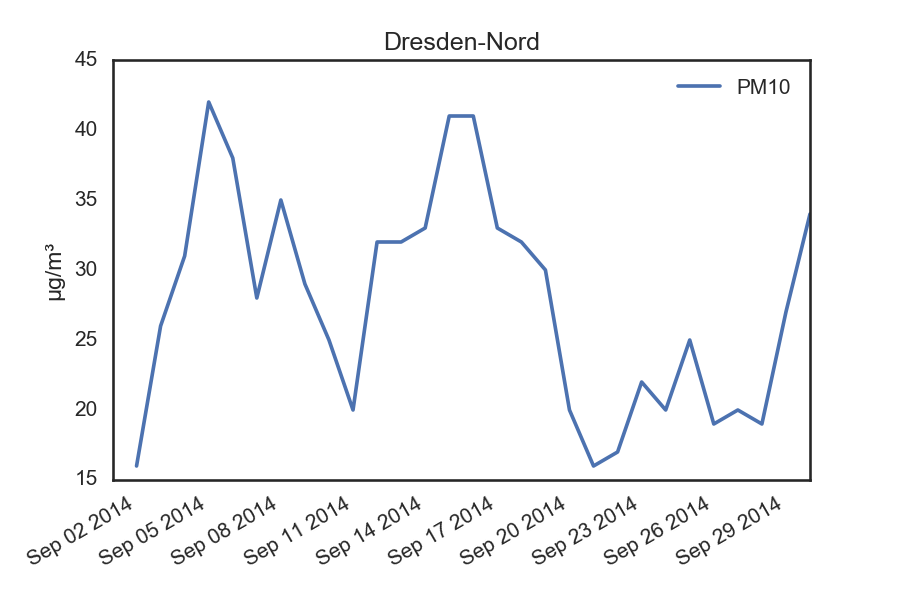 Dresden-Nord
45
40
35
30
25
20
15
µg/m³
PM10
Sep 02 2014
Sep 05 2014
Sep 08 2014
Sep 11 2014
Sep 14 2014
Sep 17 2014
Sep 20 2014
Sep 23 2014
Sep 26 2014
Sep 29 2014